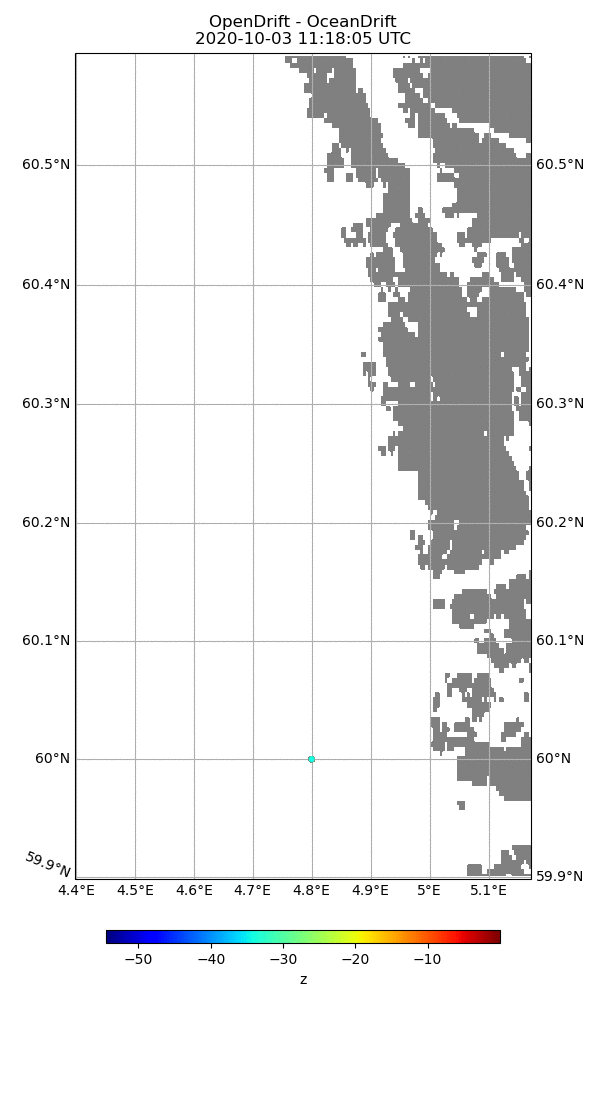 OpenDrift - OceanDrift
2020-10-03 11:18:05 UTC
60.5°N 60.5°N
60.4°N 60.4°N
60.3°N 60.3°N
60.2°N 60.2°N
60.1°N 60.1°N
60°N 60°N
59.9°N 59.9°N
4.4°E 4.5°E 4.6°E 4.7°E 4.8°E 4.9°E 5°E 5.1°E
−50 −40 −30 −20 −10
z